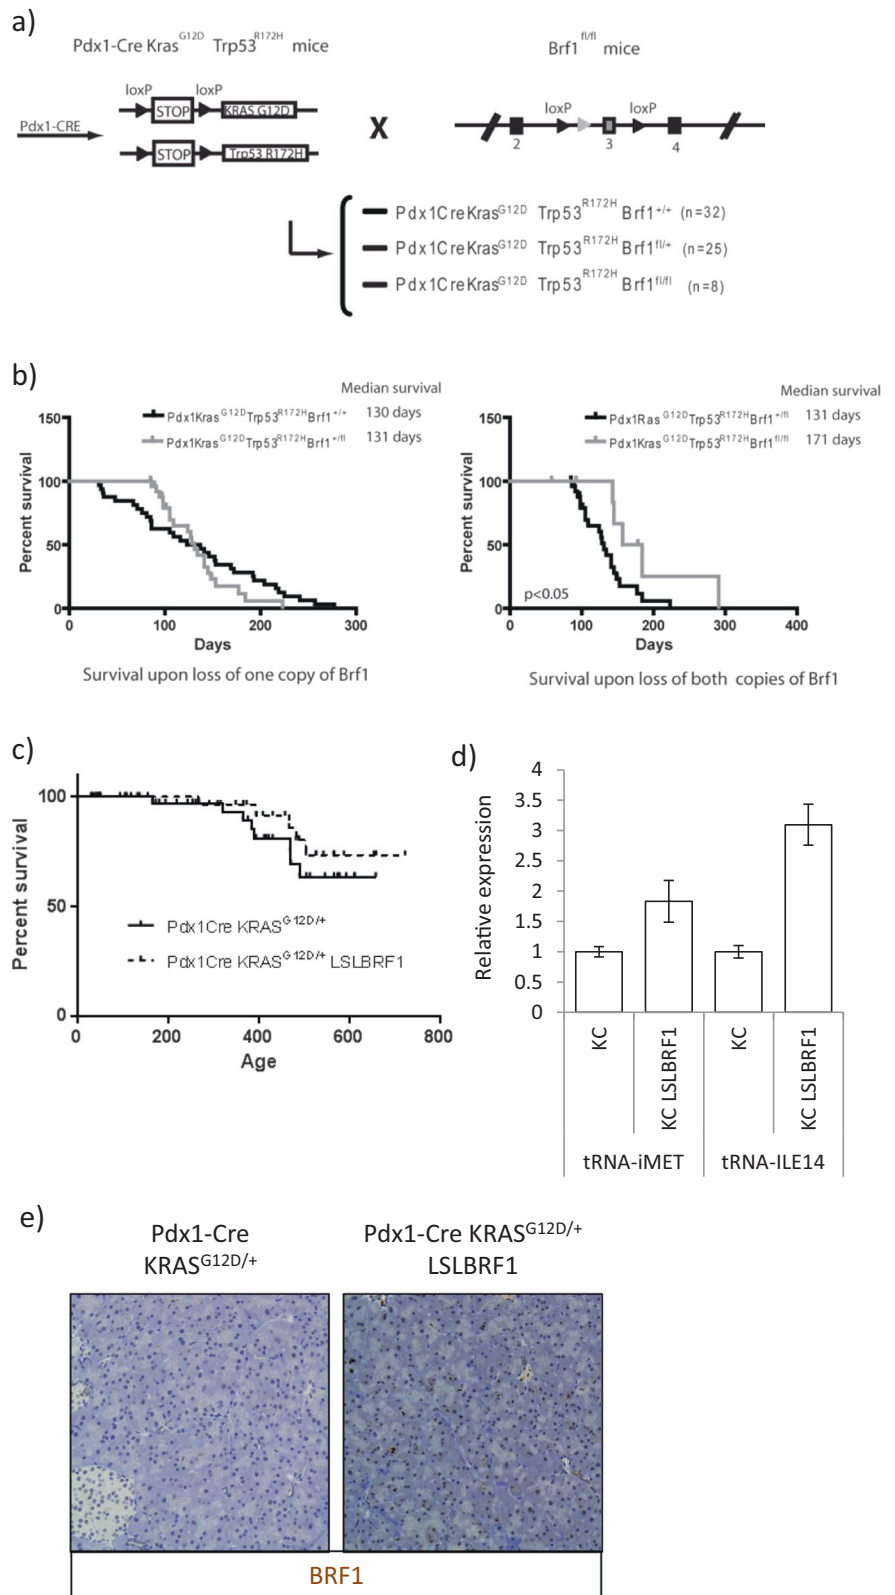 a)
Pdx1-Cre Kras^G12D Trp53^R172H mice
Brf1^fl/fl mice
loxP loxP
Pdx1-CRE
STOP
KRAS G12D
STOP
Trp53 R172H
X
loxP loxP
2 3 4
Pdx1CreKras^G12D Trp53^R172H Brf1^+/+ (n=32)
Pdx1CreKras^G12D Trp53^R172H Brf1^fl/+ (n=25)
Pdx1CreKras^G12D Trp53^R172H Brf1^fl/fl (n=8)
b)
Median survival
Pdx1Kras^G12D Trp53^R172H Brf1^+/+ 130 days
Pdx1Kras^G12D Trp53^R172H Brf1^+/fl 131 days
Percent survival
150
100
50
0
0 100 200 300
Days
Survival upon loss of one copy of Brf1
Median survival
Pdx1Ras^G12D Trp53^R172H Brf1^+/fl 131 days
Pdx1Kras^G12D Trp53^R172H Brf1^fl/fl 171 days
Percent survival
150
100
50
0
p<0.05
0 100 200 300 400
Days
Survival upon loss of both copies of Brf1
c)
Percent survival
100
50
0
Pdx1Cre KRAS^G12D/+
Pdx1Cre KRAS^G12D/+ LSLBRF1
0 200 400 600 800
Age
d)
Relative expression
4
3.5
3
2.5
2
1.5
1
0.5
0
KC
KC LSLBRF1
KC
KC LSLBRF1
tRNA-iMET
tRNA-ILE14
e)
Pdx1-Cre
KRAS^G12D/+
Pdx1-Cre KRAS^G12D/+
LSLBRF1
BRF1